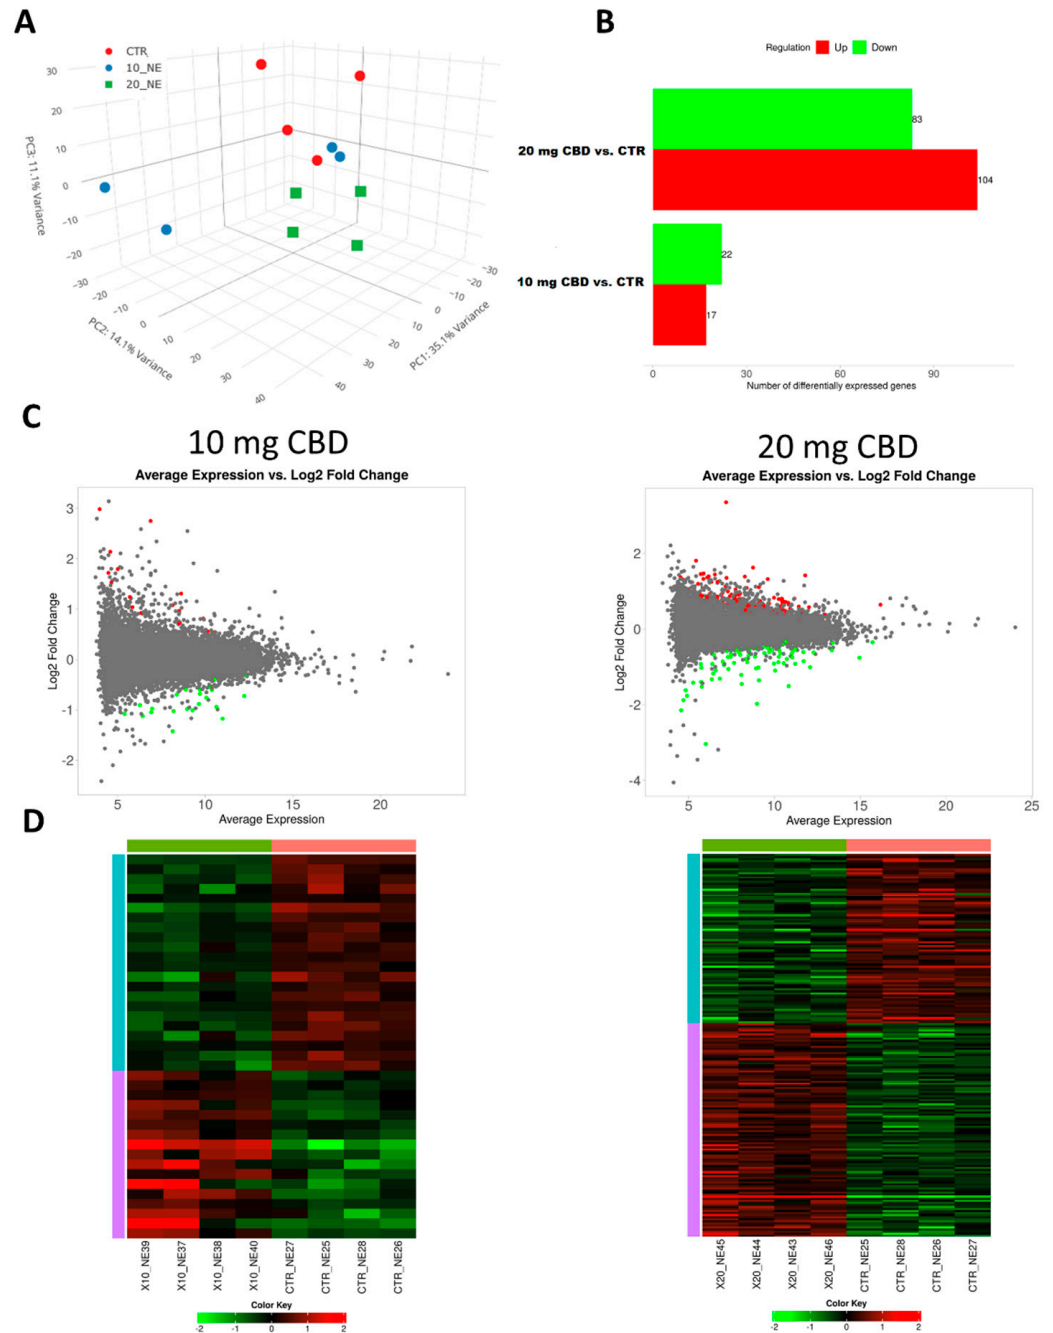 A
CTR
10_NE
20_NE
30
20
10
0
−10
−20
−30
PC3: 11.1% Variance
−20
−10
0
10
20
30
40
PC2: 14.1% Variance
−30
−20
−10
0
10
20
30
40
PC1: 35.1% Variance
B
Regulation Up Down
20 mg CBD vs. CTR
83
104
10 mg CBD vs. CTR
22
17
0 30 60 90
Number of differentially expressed genes
C
10 mg CBD
Average Expression vs. Log2 Fold Change
Log2 Fold Change
3
2
1
0
-1
-2
5 10 15 20
Average Expression
20 mg CBD
Average Expression vs. Log2 Fold Change
Log2 Fold Change
2
0
-2
-4
5 10 15 20 25
Average Expression
D
X10_NE39
X10_NE37
X10_NE38
X10_NE40
CTR_NE27
CTR_NE25
CTR_NE28
CTR_NE26
Color Key
-2 -1 0 1 2
X20_NE45
X20_NE44
X20_NE43
X20_NE46
CTR_NE25
CTR_NE28
CTR_NE26
CTR_NE27
Color Key
-2 -1 0 1 2